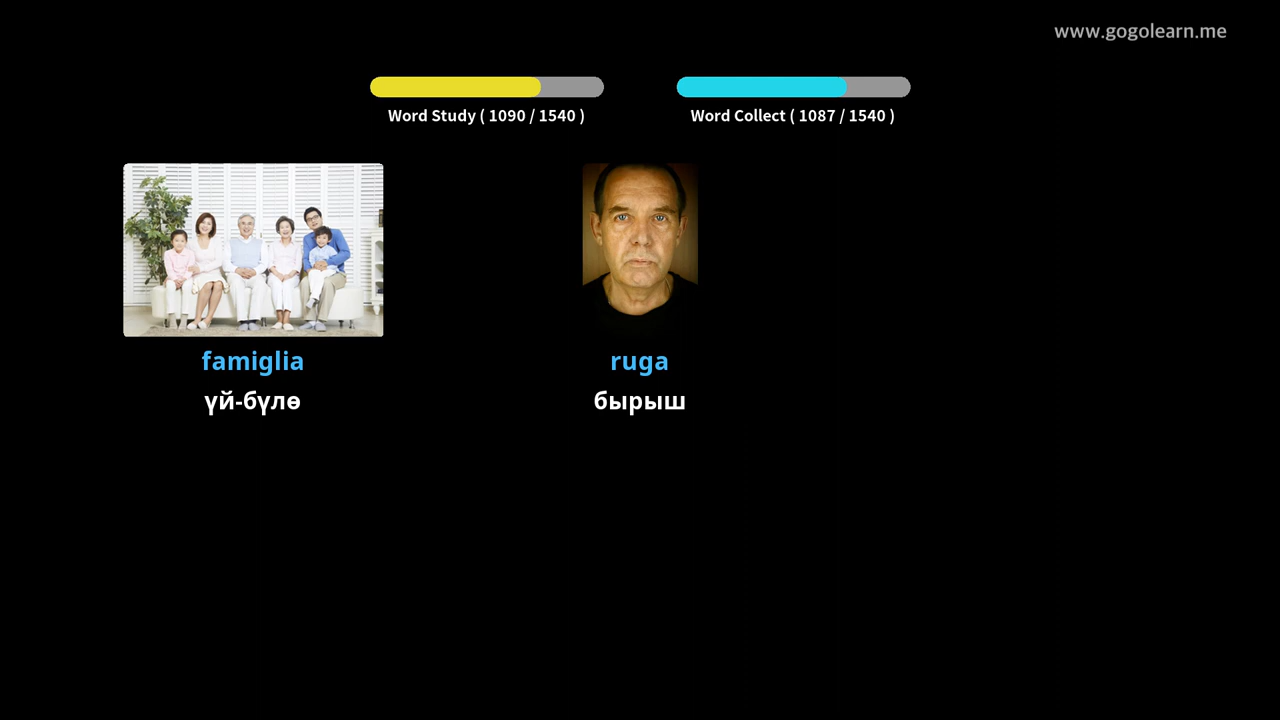 www.gogolearn.me
Word Study ( 1090 / 1540 )
Word Collect ( 1087 / 1540 )
famiglia
үй-бүлө
ruga
бырыш